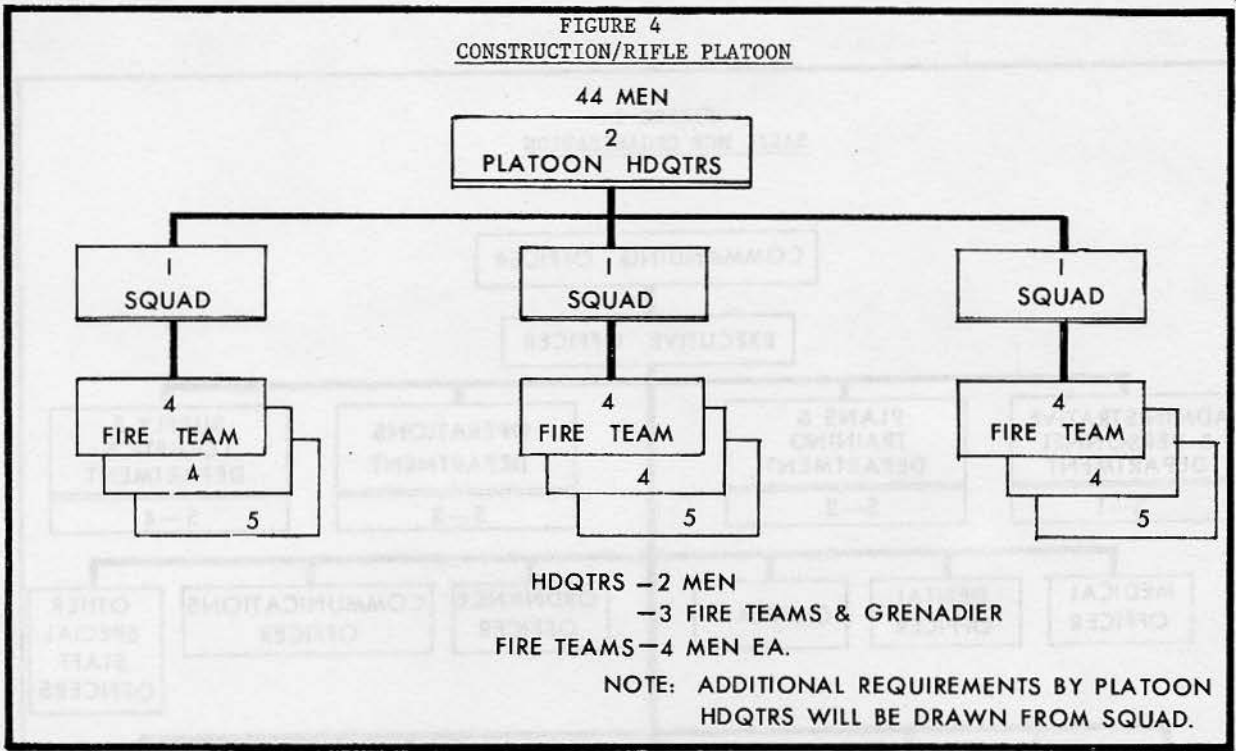 FIGURE 4
CONSTRUCTION/RIFLE PLATOON
44 MEN
2
PLATOON HDQTRS
1
SQUAD
1
SQUAD
1
SQUAD
4
FIRE TEAM
4
5
4
FIRE TEAM
4
5
4
FIRE TEAM
4
5
HDQTRS -2 MEN
-3 FIRE TEAMS & GRENADIER
FIRE TEAMS-4 MEN EA.
NOTE: ADDITIONAL REQUIREMENTS BY PLATOON
HDQTRS WILL BE DRAWN FROM SQUAD.